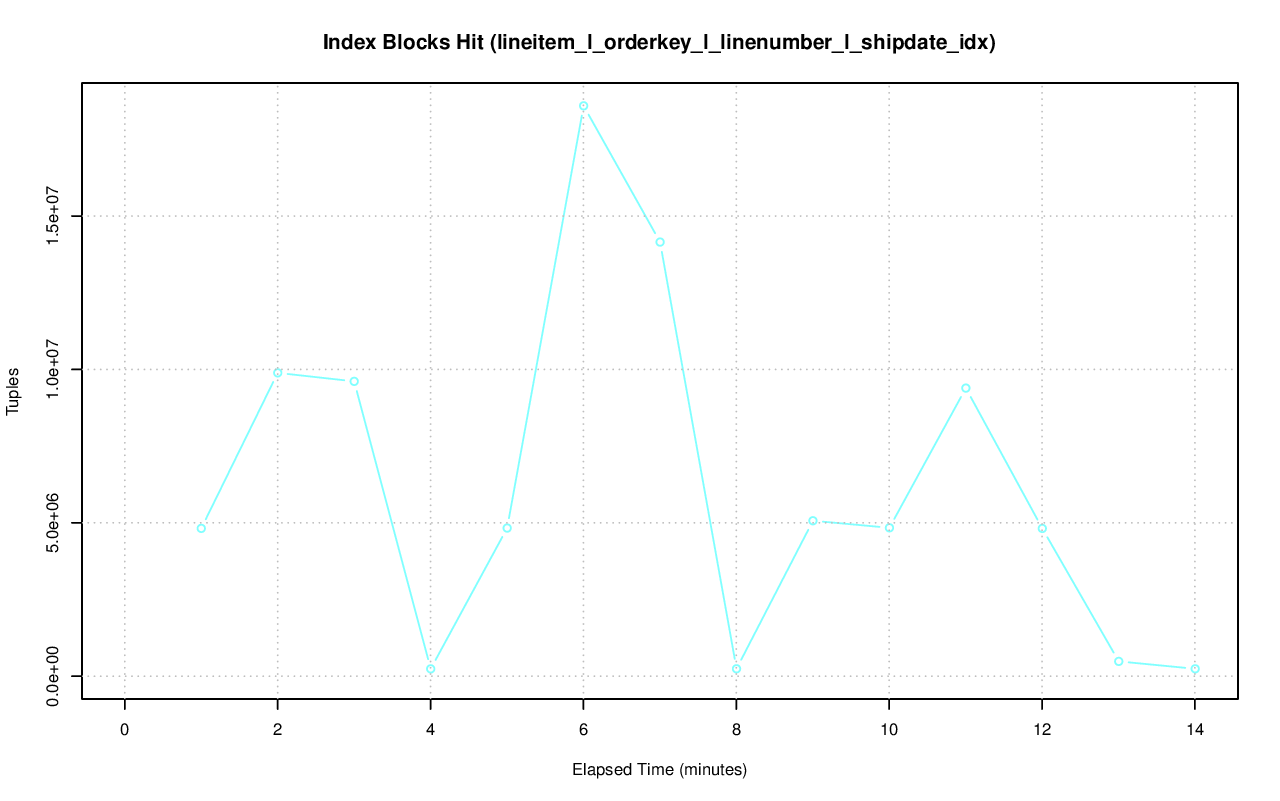 Index Blocks Hit (lineitem_l_orderkey_l_linenumber_l_shipdate_idx)
Tuples
1.5e+07
1.0e+07
5.0e+06
0.0e+00
0 2 4 6 8 10 12 14
Elapsed Time (minutes)